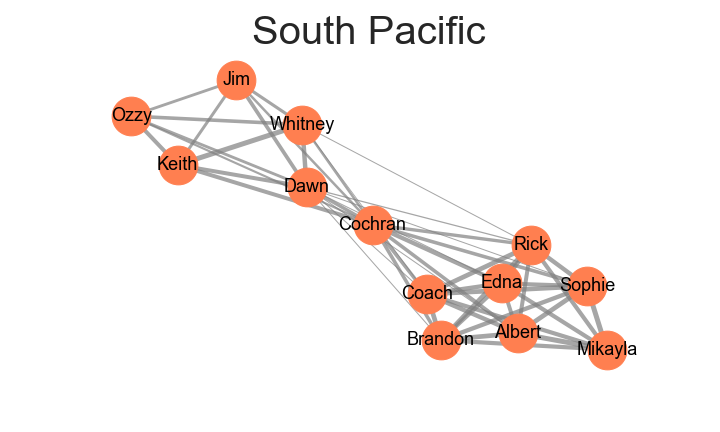 South Pacific
Jim
Ozzy
Whitney
Keith
Dawn
Cochran
Rick
Edna
Sophie
Coach
Albert
Brandon
Mikayla